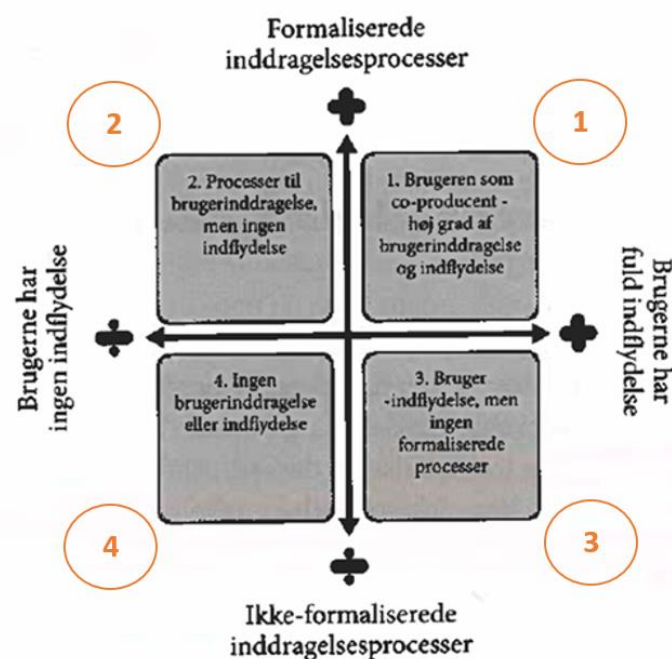 Formaliserede
inddragelsesprocesser
2
1
2. Processer til
brugerinddragelse,
men ingen
indflydelse
1. Brugeren som
co-producent -
høj grad af
brugerinddragelse
og indflydelse
Brugerne har
ingen indflydelse
Brugerne har
fuld indflydelse
4. Ingen
brugerinddragelse
eller indflydelse
3. Bruger
-indflydelse, men
ingen
formaliserede
processer
4
3
Ikke-formaliserede
inddragelsesprocesser